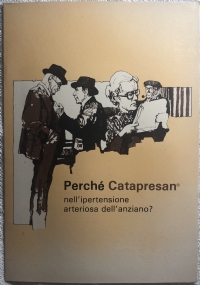 Perché Catapresan®
nell'ipertensione
arteriosa dell'anziano?